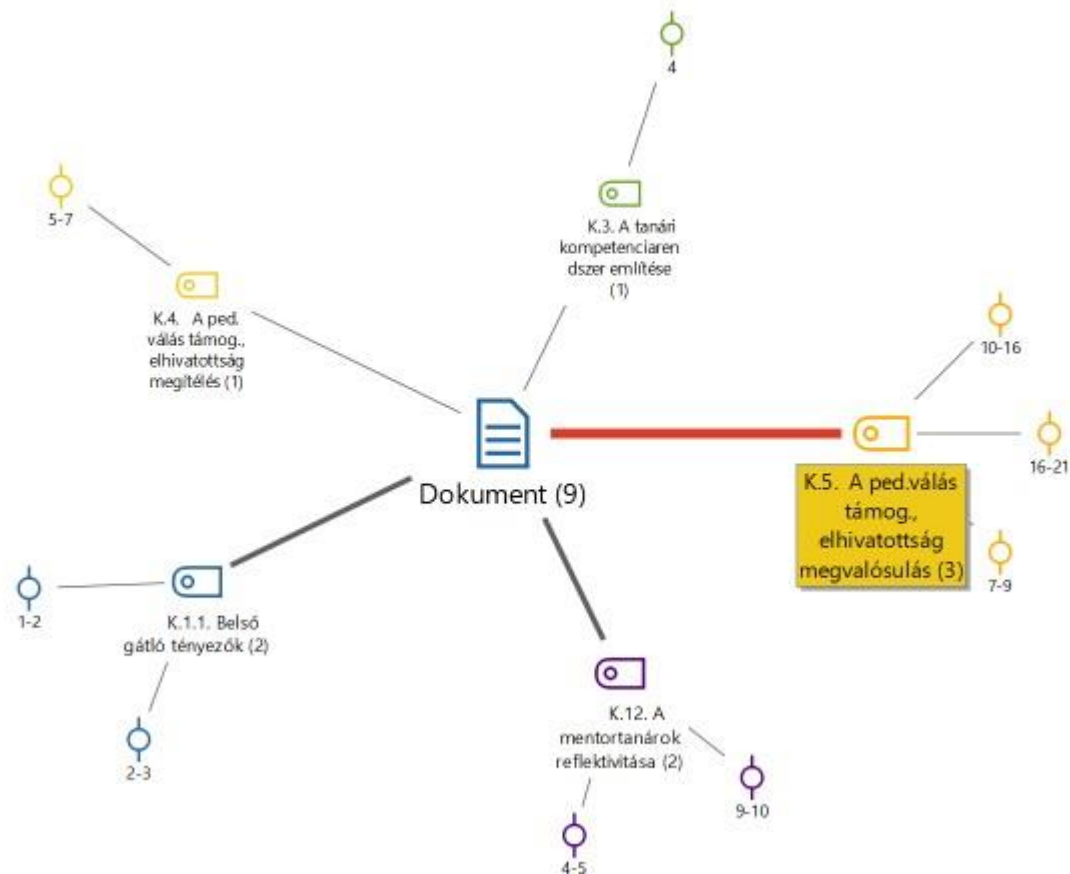 4
5-7
K.3. A tanári
kompetenciaren
dszer említése
(1)
K.4. A ped.
válás támog.,
elhivatottság
megítélés (1)
10-16
16-21
Dokument (9)
K.5. A ped.válás
támog.,
elhivatottság
megvalósulás (3)
7-9
1-2
K.1.1. Belső
gátló tényezők (2)
2-3
K.12. A
mentortanárok
reflektivitása (2)
9-10
4-5